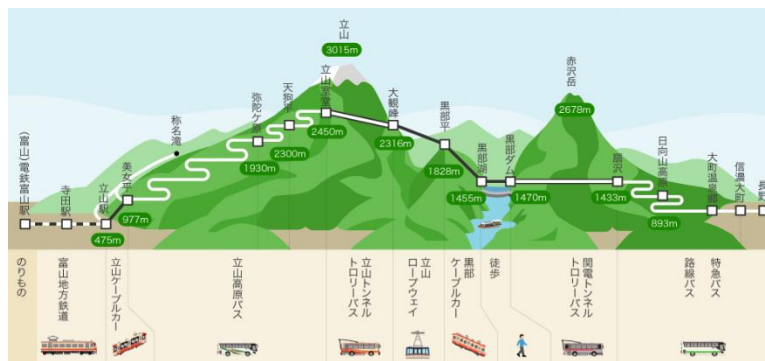 立山
3015m
赤沢岳
2678m
(富山)電鉄富山駅
寺田駅
立山駅
475m
美女平
977m
称名滝
弥陀ケ原
1930m
天狗平
2300m
立山室堂
2450m
大観峰
2316m
黒部平
1828m
黒部湖
1455m
黒部ダム
1470m
扇沢
1433m
日向山高原
893m
大町温泉郷
信濃大町
長野
のりもの
富山地方鉄道
立山ケーブルカー
立山高原バス
立山トンネル
トロリーバス
立山
ロープウェイ
黒部
ケーブルカー
徒歩
関電トンネル
トロリーバス
特急バス
路線バス